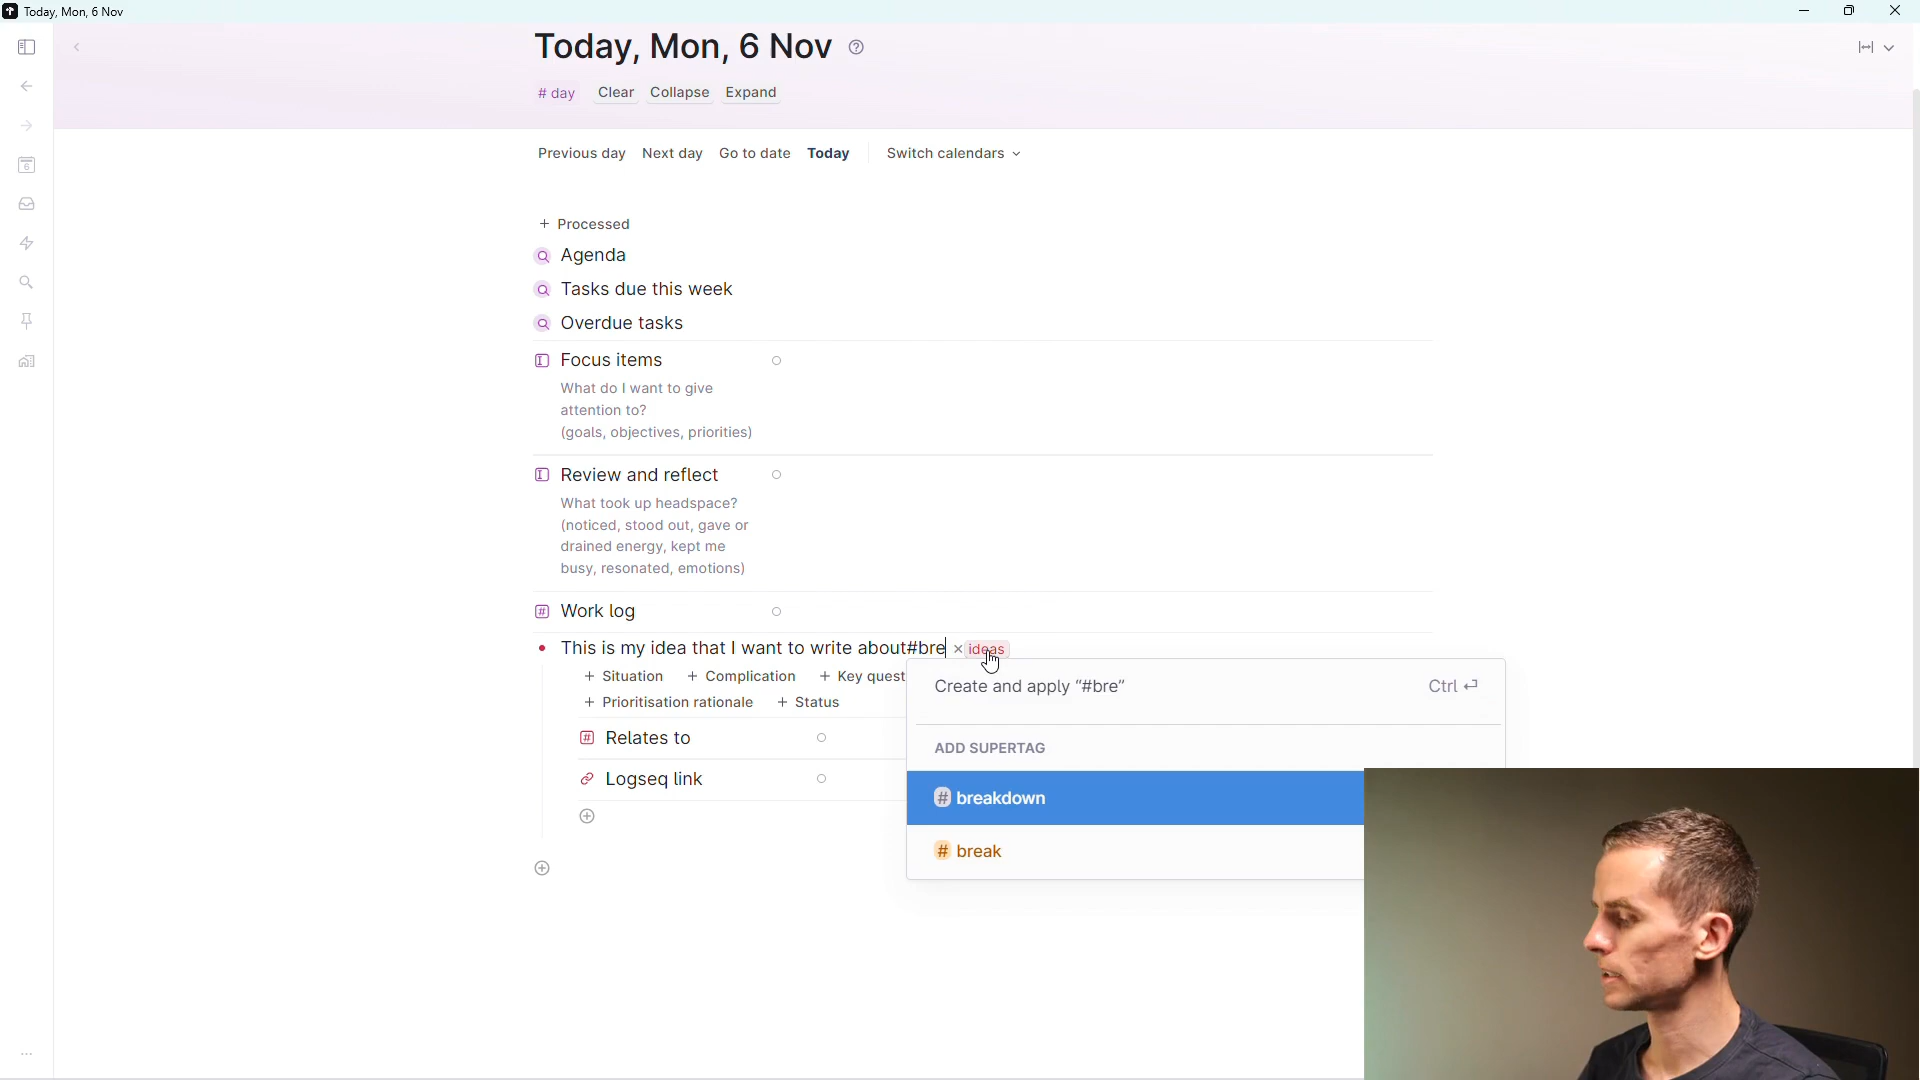 Today, Mon, 6 Nov
Today, Mon, 6 Nov
# day Clear Collapse Expand
Previous day Next day Go to date Today Switch calendars
+ Processed
Agenda
Tasks due this week
Overdue tasks
Focus items
What do I want to give
attention to?
(goals, objectives, priorities)
Review and reflect
What took up headspace?
(noticed, stood out, gave or
drained energy, kept me
busy, resonated, emotions)
# Work log
This is my idea that I want to write about#bre × ideas
+ Situation + Complication + Key quest
+ Prioritisation rationale + Status
# Relates to
Logseq link
Create and apply “#bre” Ctrl ↵
ADD SUPERTAG
# breakdown
# break
6